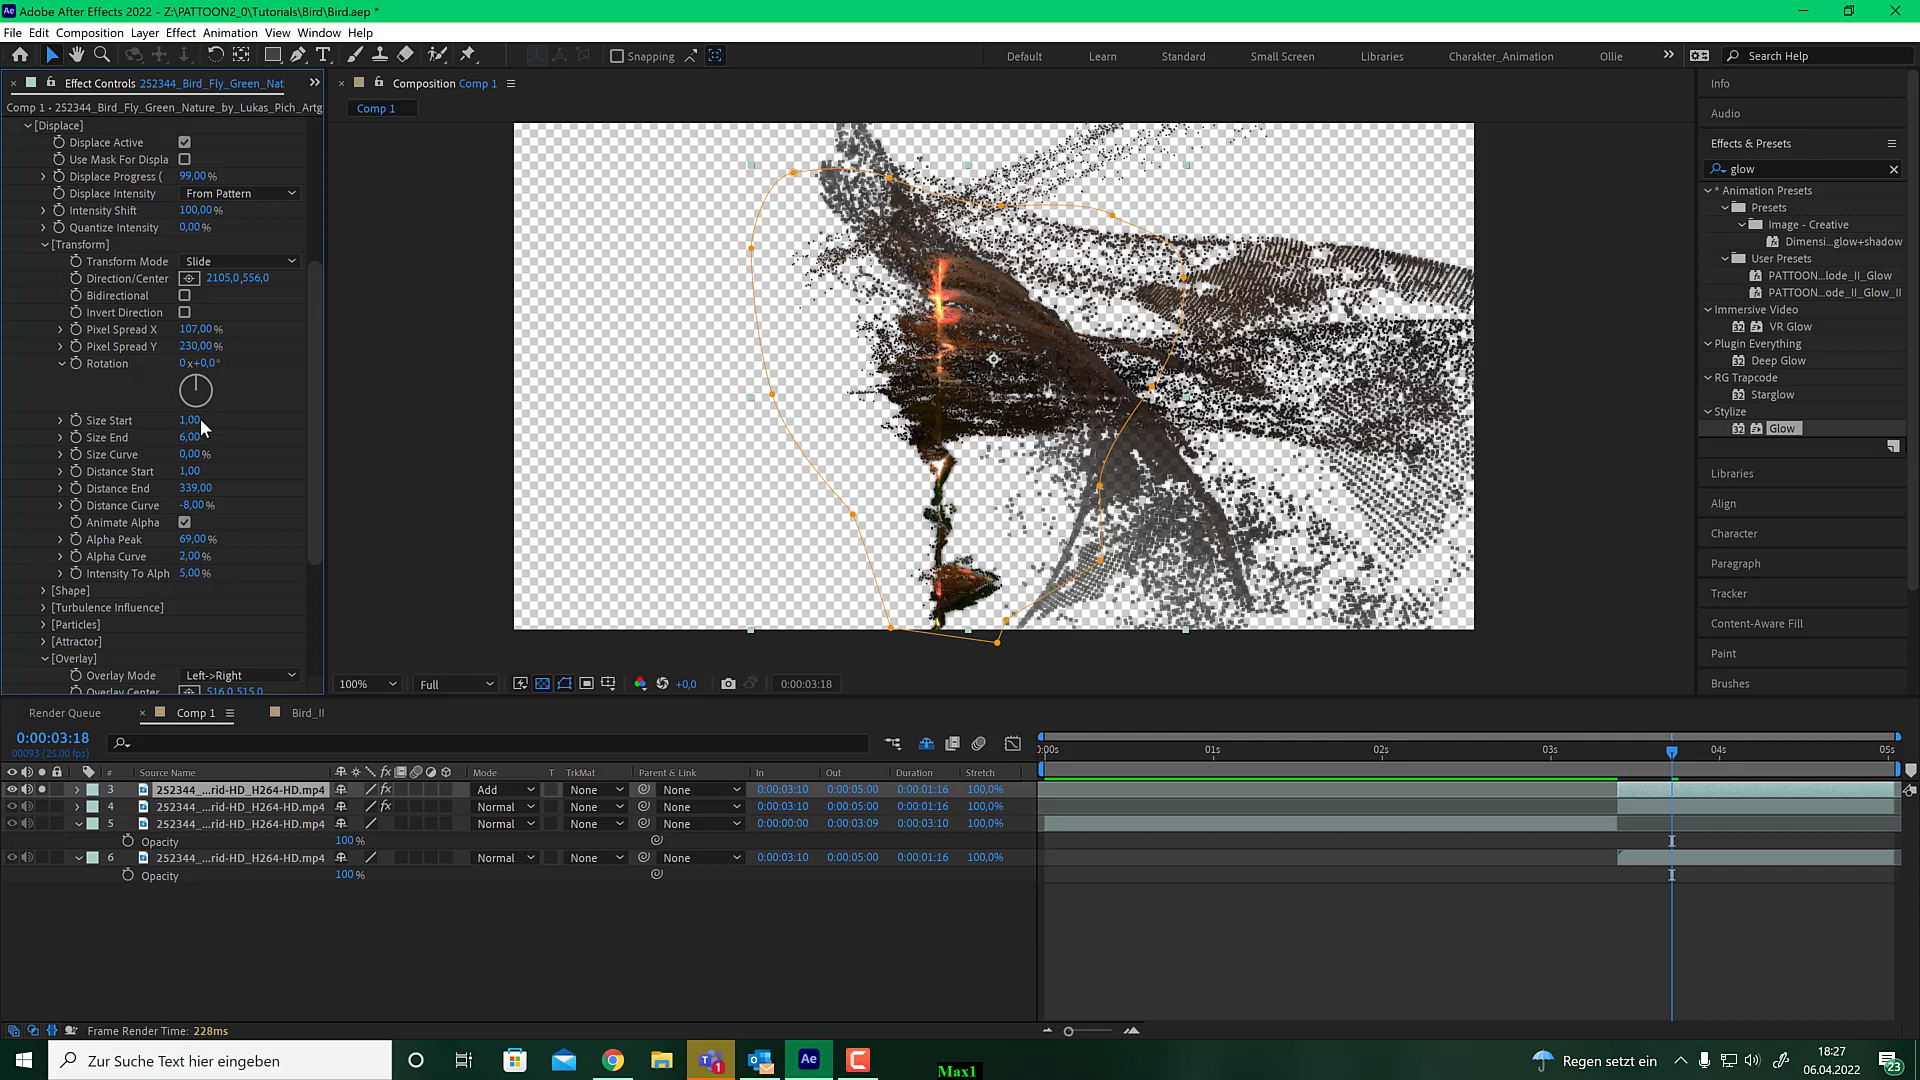 Adobe After Effects 2022 - Z:\PATTOON2_0\Tutorials\Bird\Bird.aep *
File Edit Composition Layer Effect Animation View Window Help
Snapping
Default Learn Standard Small Screen Libraries Charakter_Animation Ollie
Search Help
Effect Controls 252344_Bird_Fly_Green_Nat
Comp 1 • 252344_Bird_Fly_Green_Nature_by_Lukas_Pich_Artg
[Displace]
Displace Active
Use Mask For Displa
Displace Progress ( 99,00 %
Displace Intensity From Pattern
Intensity Shift 100,00 %
Quantize Intensity 0,00 %
[Transform]
Transform Mode Slide
Direction/Center 2105,0,556,0
Bidirectional
Invert Direction
Pixel Spread X 107,00 %
Pixel Spread Y 230,00 %
Rotation 0 x+0,0 °
Size Start 1,00
Size End 6,00
Size Curve 0,00 %
Distance Start 1,00
Distance End 339,00
Distance Curve -8,00 %
Animate Alpha
Alpha Peak 69,00 %
Alpha Curve 2,00 %
Intensity To Alph 5,00 %
[Shape]
[Turbulence Influence]
[Particles]
[Attractor]
[Overlay]
Overlay Mode Left->Right
Overlay Center 516,0,515,0
Composition Comp 1
Comp 1
100% Full +0,0 0:00:03:18
Info
Audio
Effects & Presets
glow
* Animation Presets
Presets
Image - Creative
Dimensi...glow+shadow
User Presets
PATTOON...lode_II_Glow
PATTOON...ode_II_Glow_II
Immersive Video
VR Glow
Plugin Everything
Deep Glow
RG Trapcode
Starglow
Stylize
Glow
Libraries
Align
Character
Paragraph
Tracker
Content-Aware Fill
Paint
Brushes
Render Queue Comp 1 Bird_II
0:00:03:18
00093 (25.00 fps)
:00s 01s 02s 03s 04s 05s
# Source Name Mode T TrkMat Parent & Link In Out Duration Stretch
3 252344_...rid-HD_H264-HD.mp4 Add None None 0:00:03:10 0:00:05:00 0:00:01:16 100,0%
4 252344_...rid-HD_H264-HD.mp4 Normal None None 0:00:03:10 0:00:05:00 0:00:01:16 100,0%
5 252344_...rid-HD_H264-HD.mp4 Normal None None 0:00:00:00 0:00:03:09 0:00:03:10 100,0%
Opacity 100 %
6 252344_...rid-HD_H264-HD.mp4 Normal None None 0:00:03:10 0:00:05:00 0:00:01:16 100,0%
Opacity 100 %
Frame Render Time: 228ms
Zur Suche Text hier eingeben
Max1
Regen setzt ein
18:27
06.04.2022
23